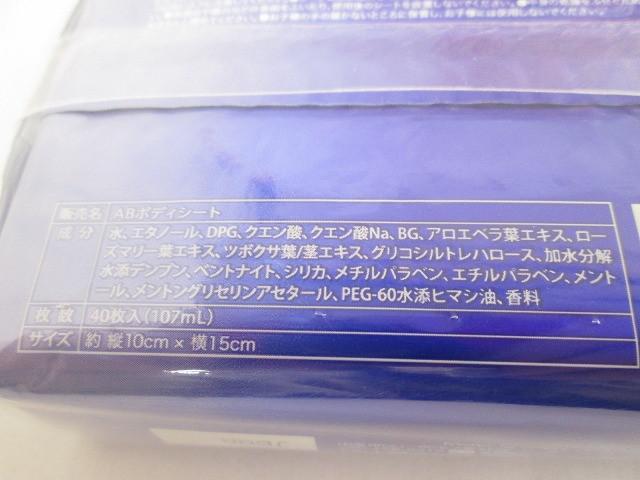 販売名 ABボディシート
成分 水、エタノール、DPG、クエン酸、クエン酸Na、BG、アロエベラ葉エキス、ロー
ズマリー葉エキス、ツボクサ葉/茎エキス、グリコシルトレハロース、加水分解
水添デンプン、ベントナイト、シリカ、メチルパラベン、エチルパラベン、メント
ール、メントングリセリンアセタール、PEG-60水添ヒマシ油、香料
枚数 40枚入(107mL)
サイズ 約 縦10cm × 横15cm